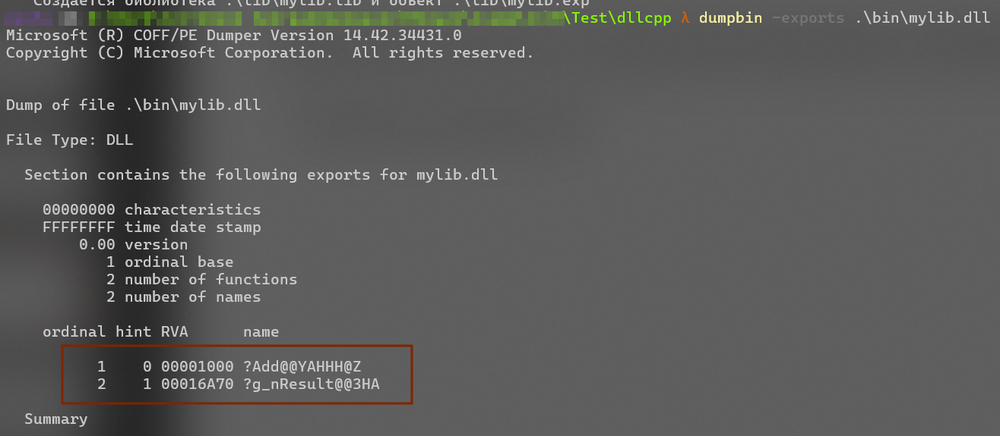 Создается библиотека .\lib\mylib.lib и объект .\lib\mylib.exp
\Test\dllcpp λ dumpbin -exports .\bin\mylib.dll
Microsoft (R) COFF/PE Dumper Version 14.42.34431.0
Copyright (C) Microsoft Corporation.  All rights reserved.
Dump of file .\bin\mylib.dll
File Type: DLL
Section contains the following exports for mylib.dll
00000000 characteristics
FFFFFFFF time date stamp
0.00 version
1 ordinal base
2 number of functions
2 number of names
ordinal hint RVA      name
1    0 00001000 ?Add@@YAHHH@Z
2    1 00016A70 ?g_nResult@@3HA
Summary